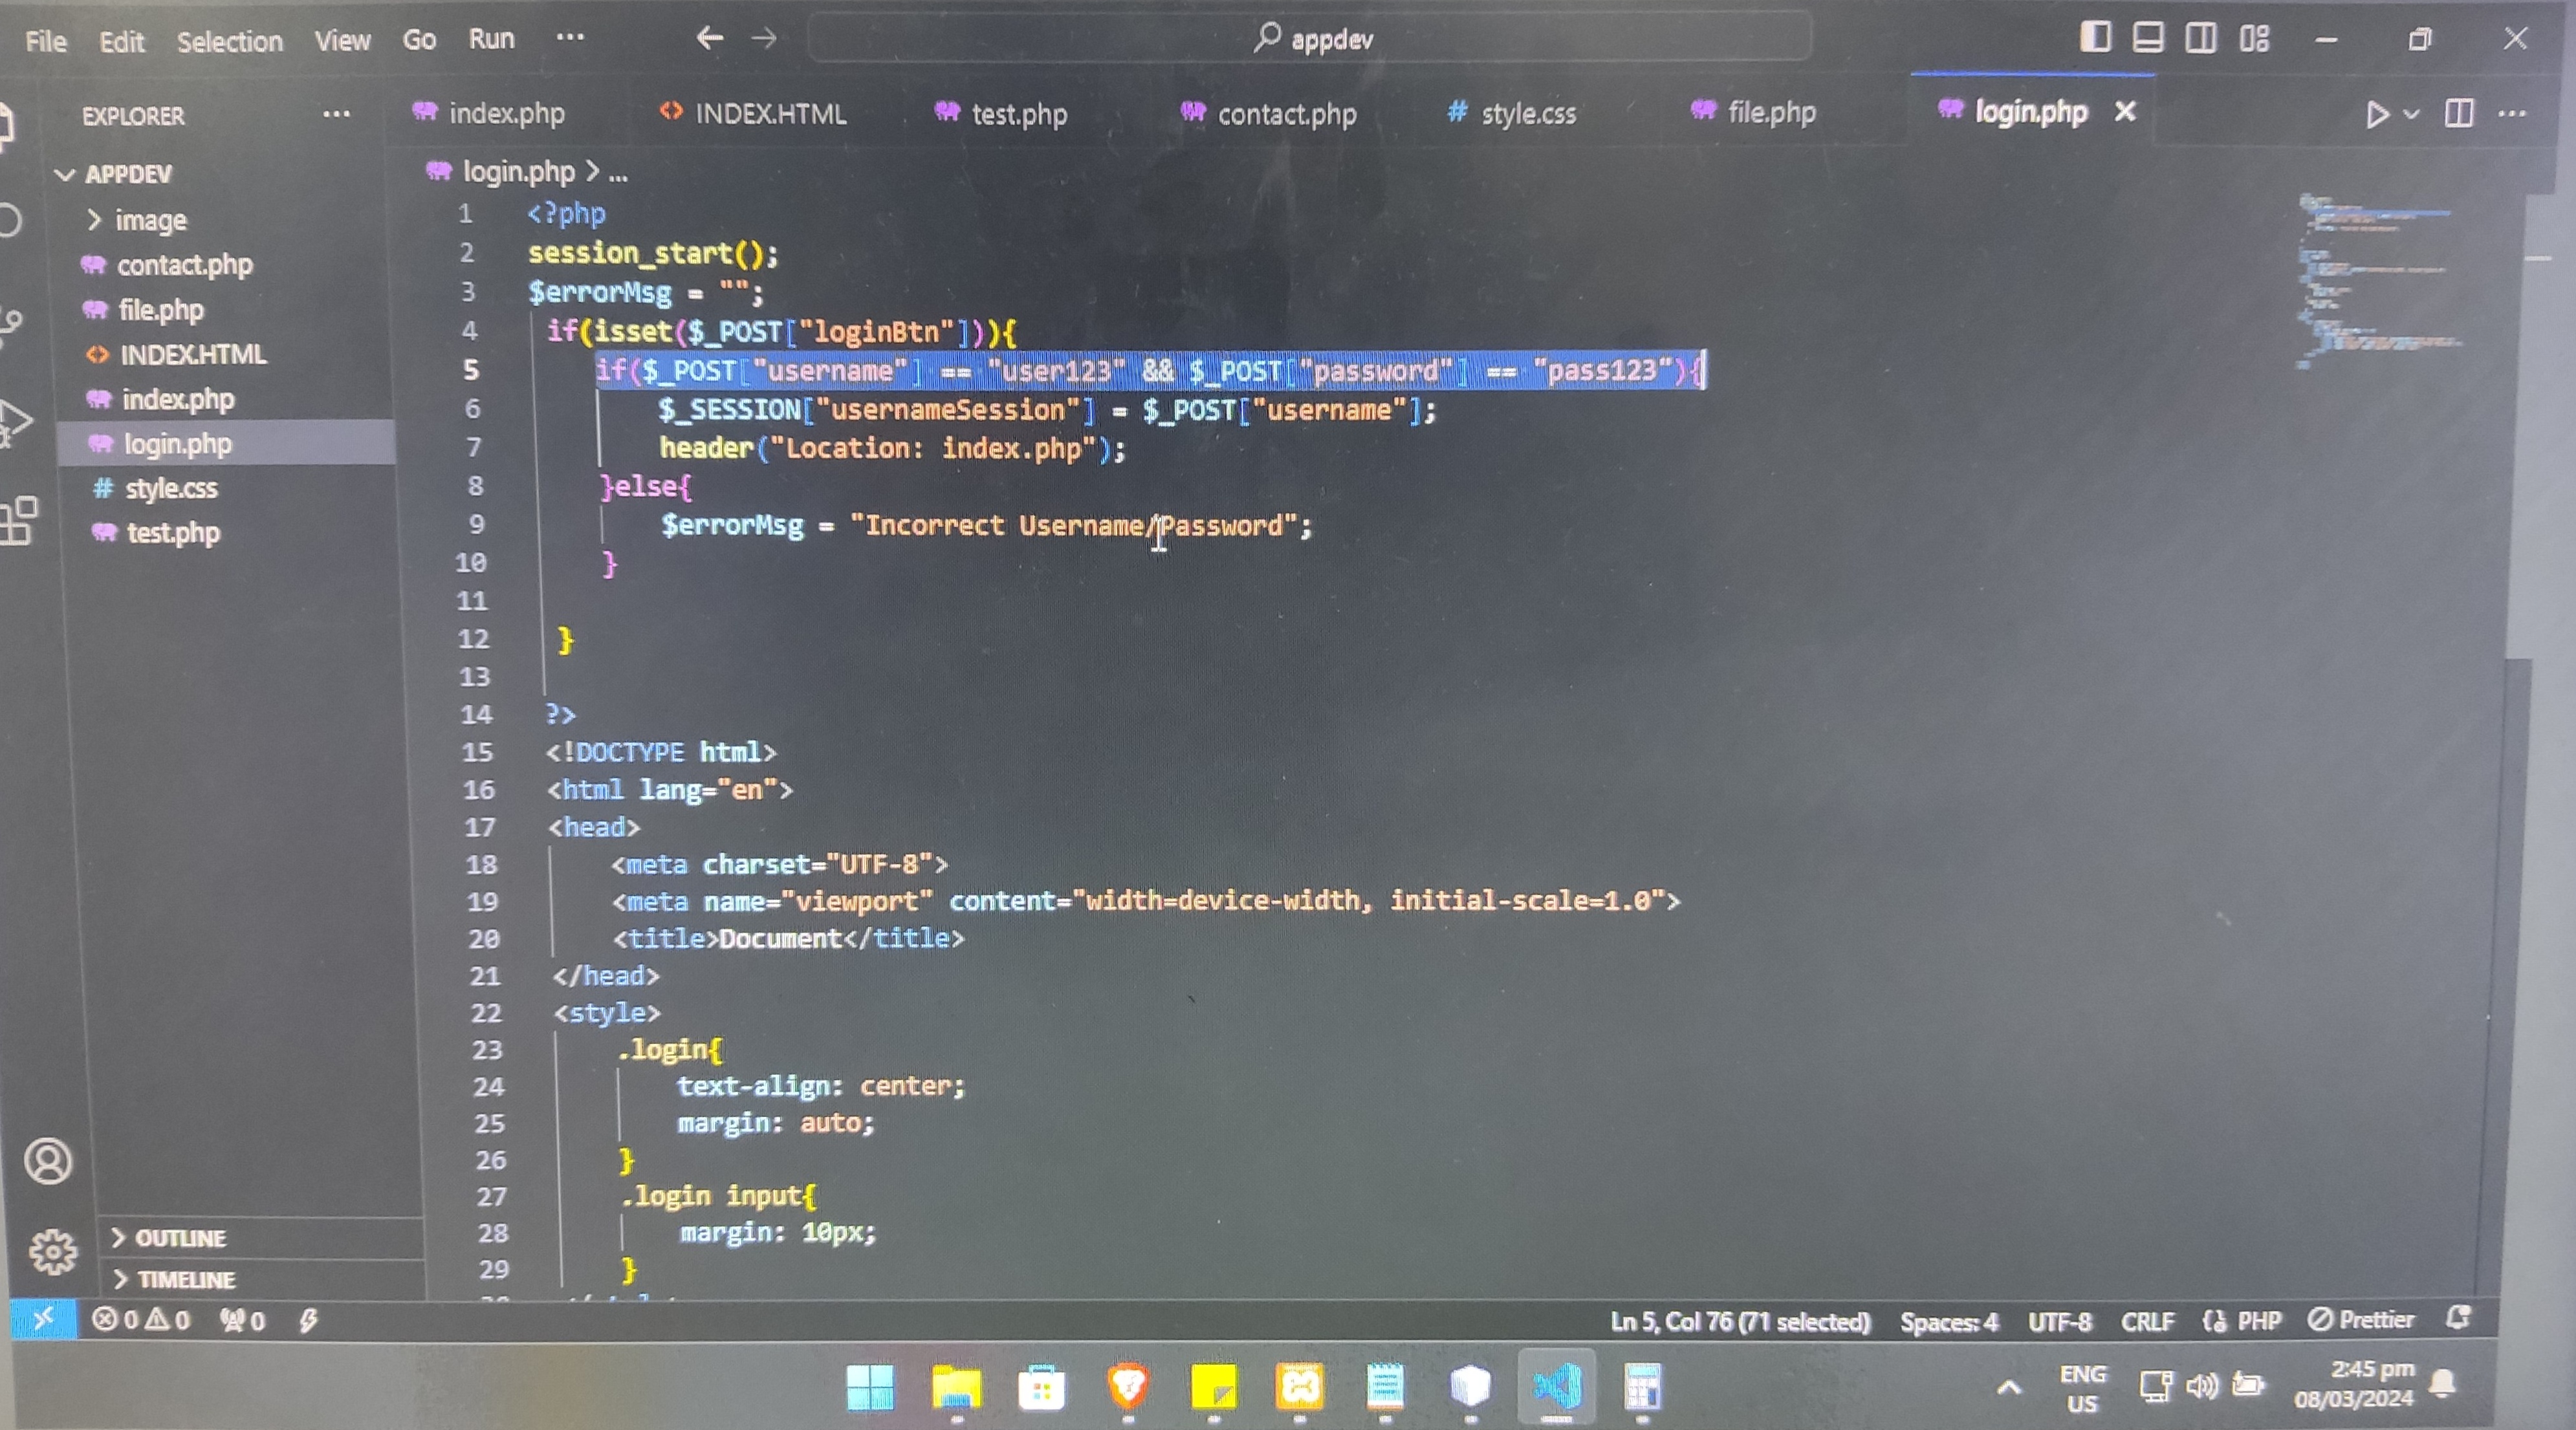 File Edit Selection View Go Run ... appdev
EXPLORER ... index.php INDEX.HTML test.php contact.php # style.css file.php login.php
APPDEV
image
contact.php
file.php
INDEX.HTML
index.php
login.php
# style.css
test.php
login.php > ...
1 <?php
2 session_start();
3 $errorMsg = "";
4 if(isset($_POST["loginBtn"])){
5 if($_POST["username"] == "user123" && $_POST["password"] == "pass123"){
6 $_SESSION["usernameSession"] = $_POST["username"];
7 header("Location: index.php");
8 }else{
9 $errorMsg = "Incorrect Username/Password";
10 }
11
12 }
13
14 ?>
15 <!DOCTYPE html>
16 <html lang="en">
17 <head>
18 <meta charset="UTF-8">
19 <meta name="viewport" content="width=device-width, initial-scale=1.0">
20 <title>Document</title>
21 </head>
22 <style>
23 .login{
24 text-align: center;
25 margin: auto;
26 }
27 .login input{
28 margin: 10px;
29 }
OUTLINE
TIMELINE
0 0 0 Ln 5, Col 76 (71 selected) Spaces: 4 UTF-8 CRLF PHP Prettier
ENG
US
2:45 pm
08/03/2024